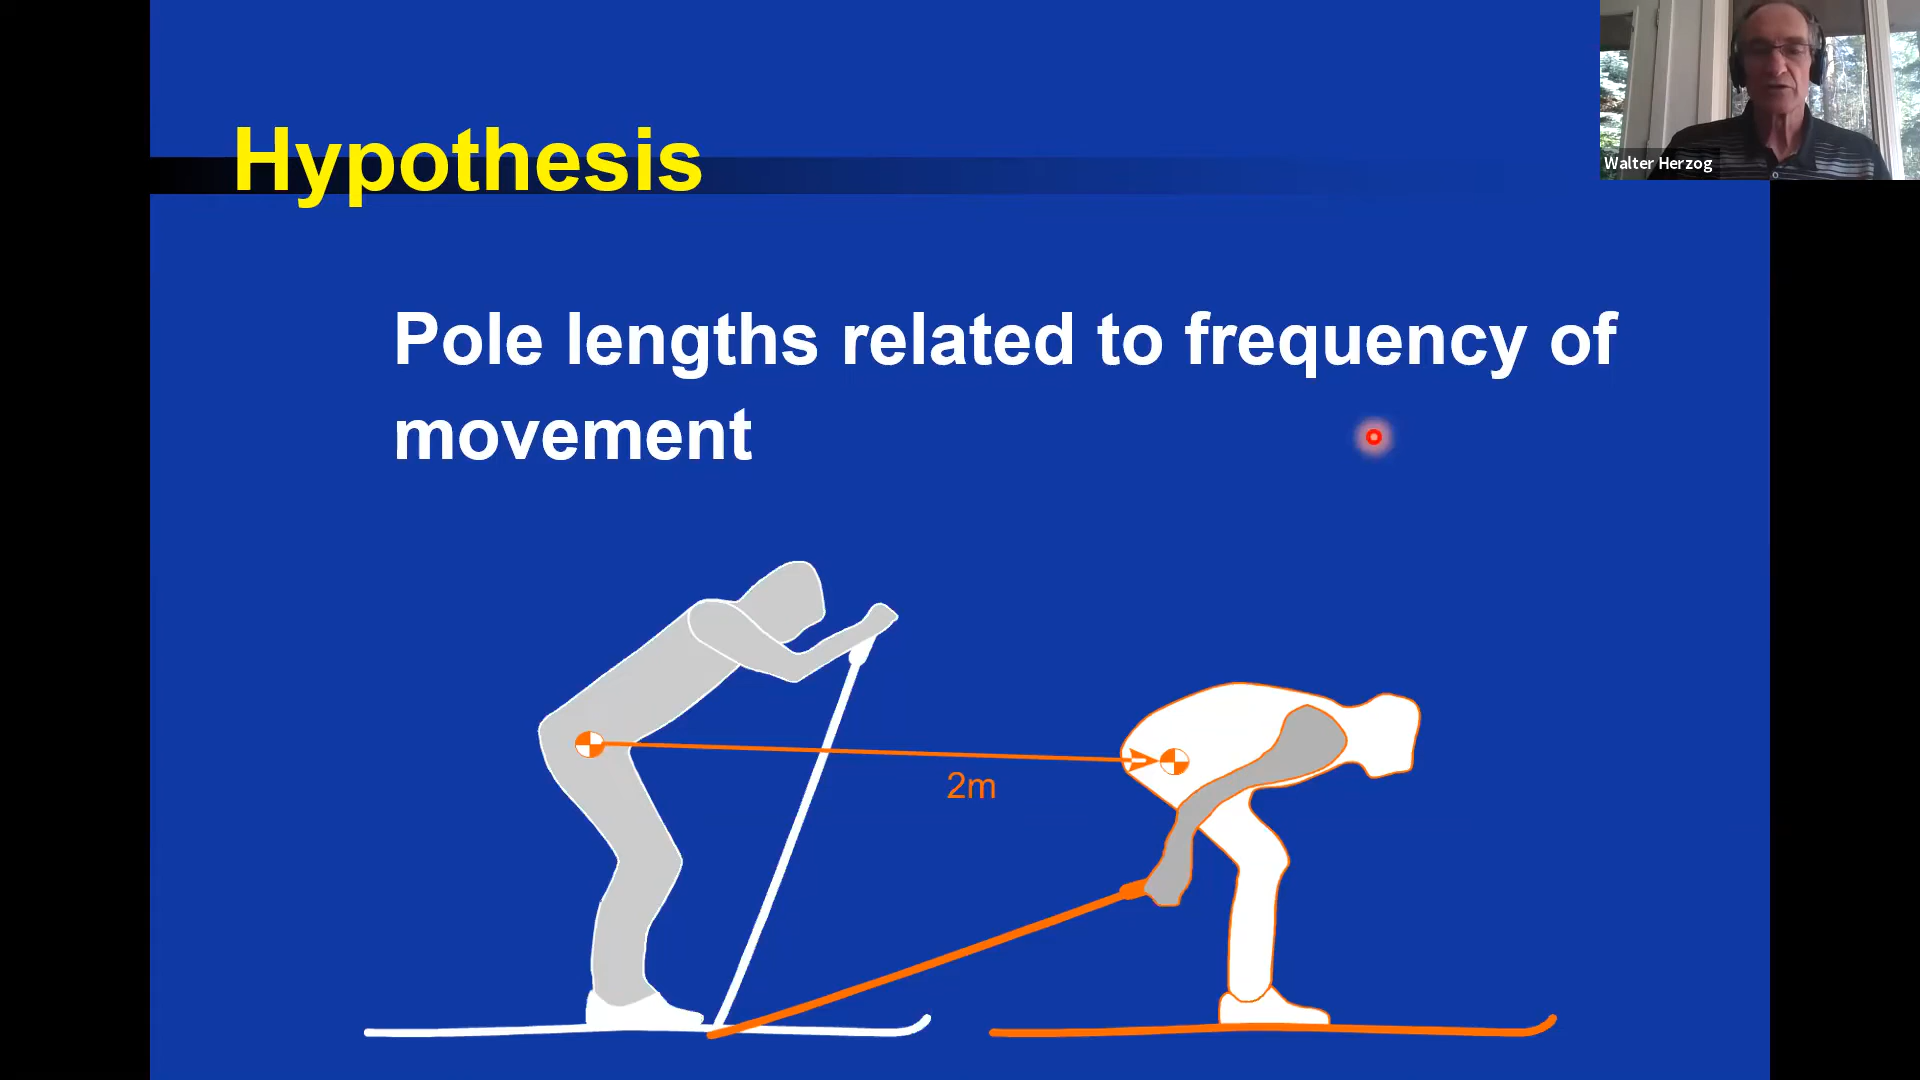 Hypothesis
Walter Herzog
Pole lengths related to frequency of
movement
2m